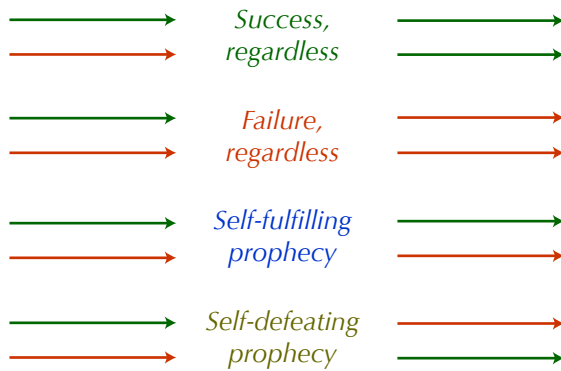 Success,
regardless
Failure,
regardless
Self-fulfilling
prophecy
Self-defeating
prophecy